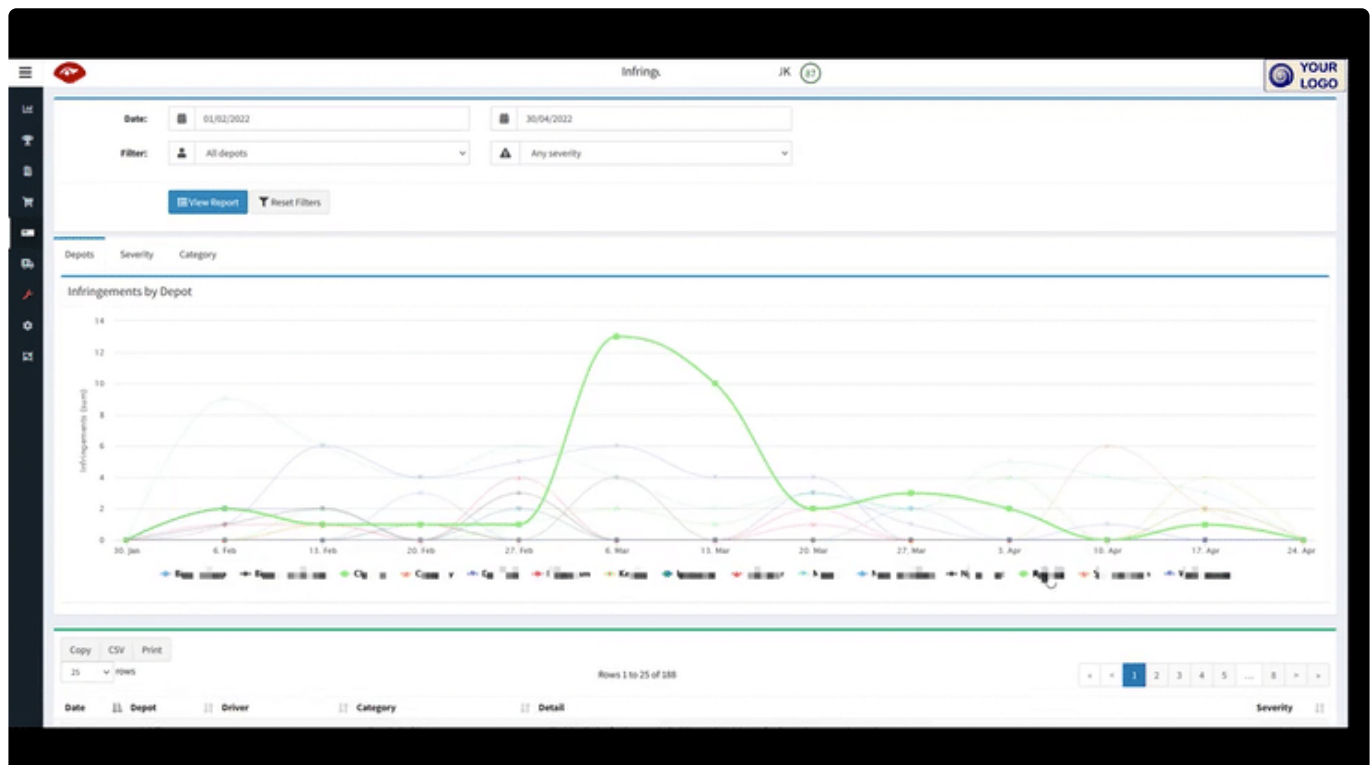 JK 87
YOUR
LOGO
Date: 01/02/2022 30/04/2022
Filter: All depots Any severity
View Report Reset Filters
Depots Severity Category
Infringements by Depot
14
12
10
8
6
4
2
0
Infringements (sum)
30. Jan 6. Feb 13. Feb 20. Feb 27. Feb 6. Mar 13. Mar 20. Mar 27. Mar 3. Apr 10. Apr 17. Apr 24. Apr
Copy CSV Print
25 rows Rows 1 to 25 of 188 « < 1 2 3 4 5 ... 8 > »
Date Depot Driver Category Detail Severity